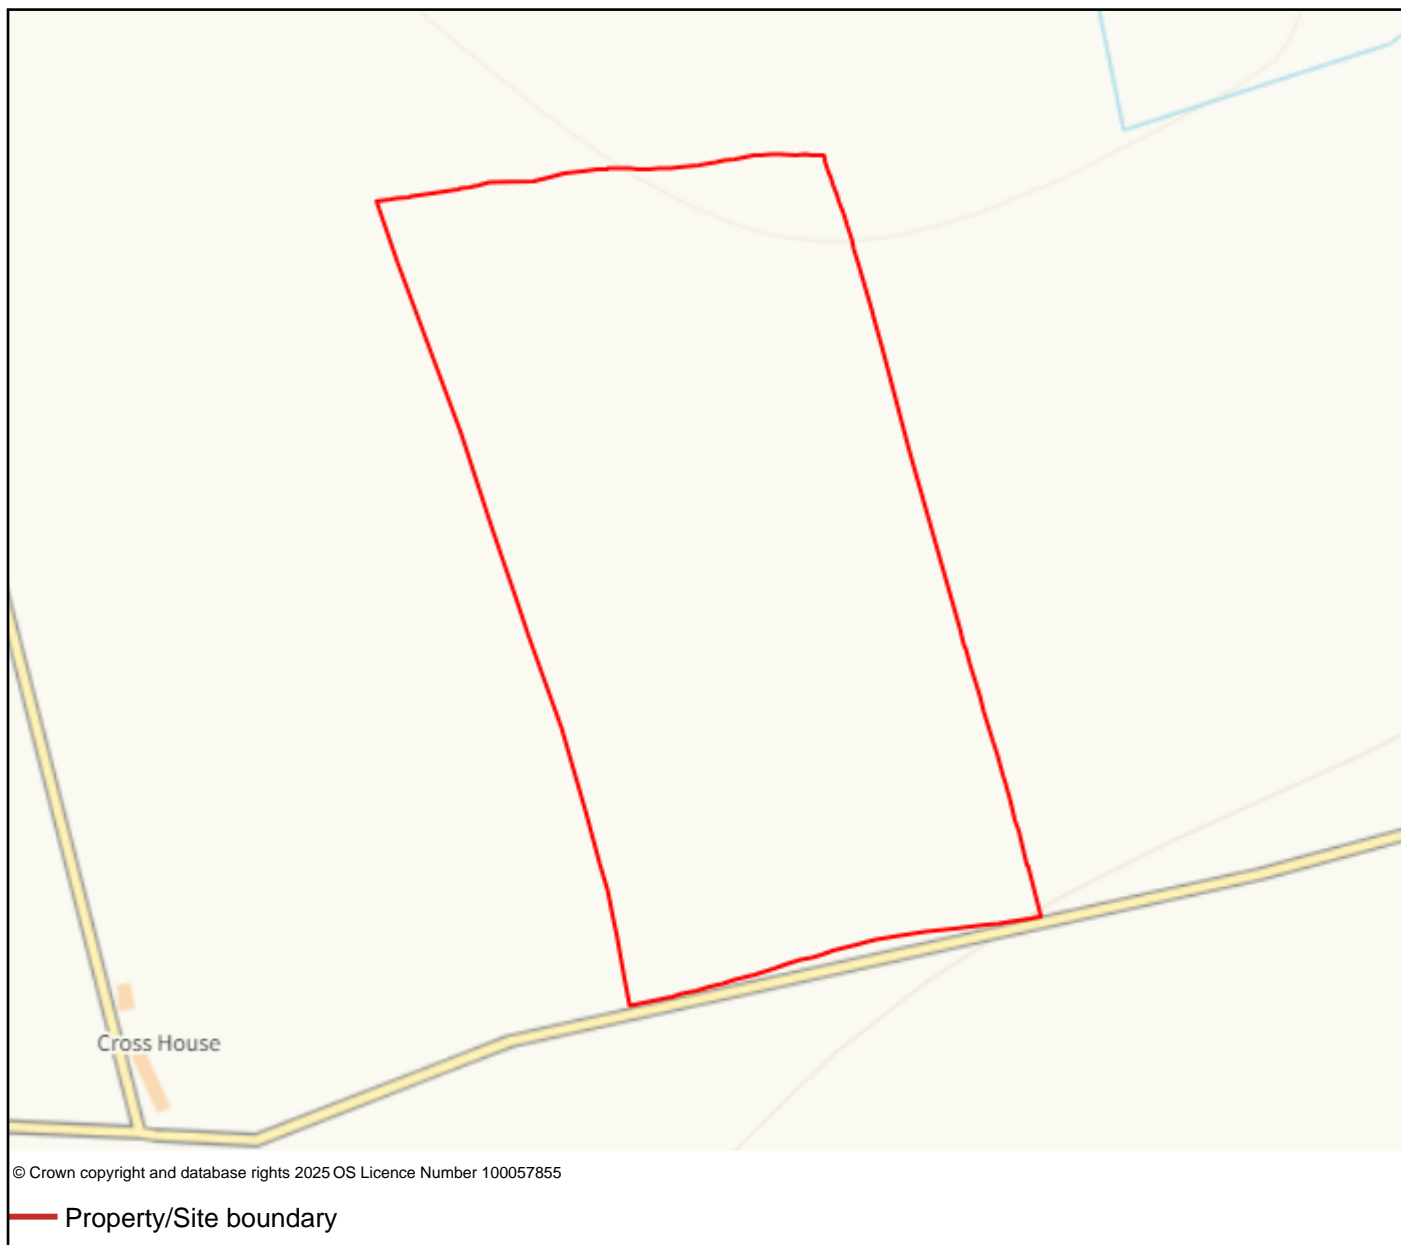 Cross House
© Crown copyright and database rights 2025 OS Licence Number 100057855
Property/Site boundary